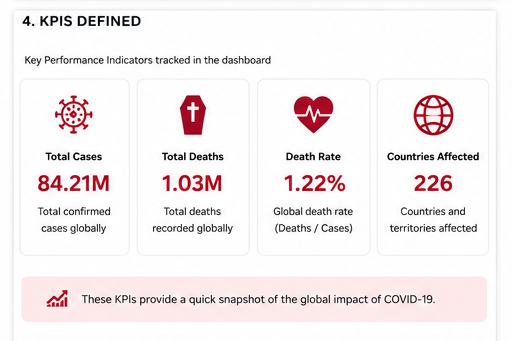 4. KPIS DEFINED
Key Performance Indicators tracked in the dashboard
Total Cases
84.21M
Total confirmed
cases globally
Total Deaths
1.03M
Total deaths
recorded globally
Death Rate
1.22%
Global death rate
(Deaths / Cases)
Countries Affected
226
Countries and
territories affected
These KPIs provide a quick snapshot of the global impact of COVID-19.